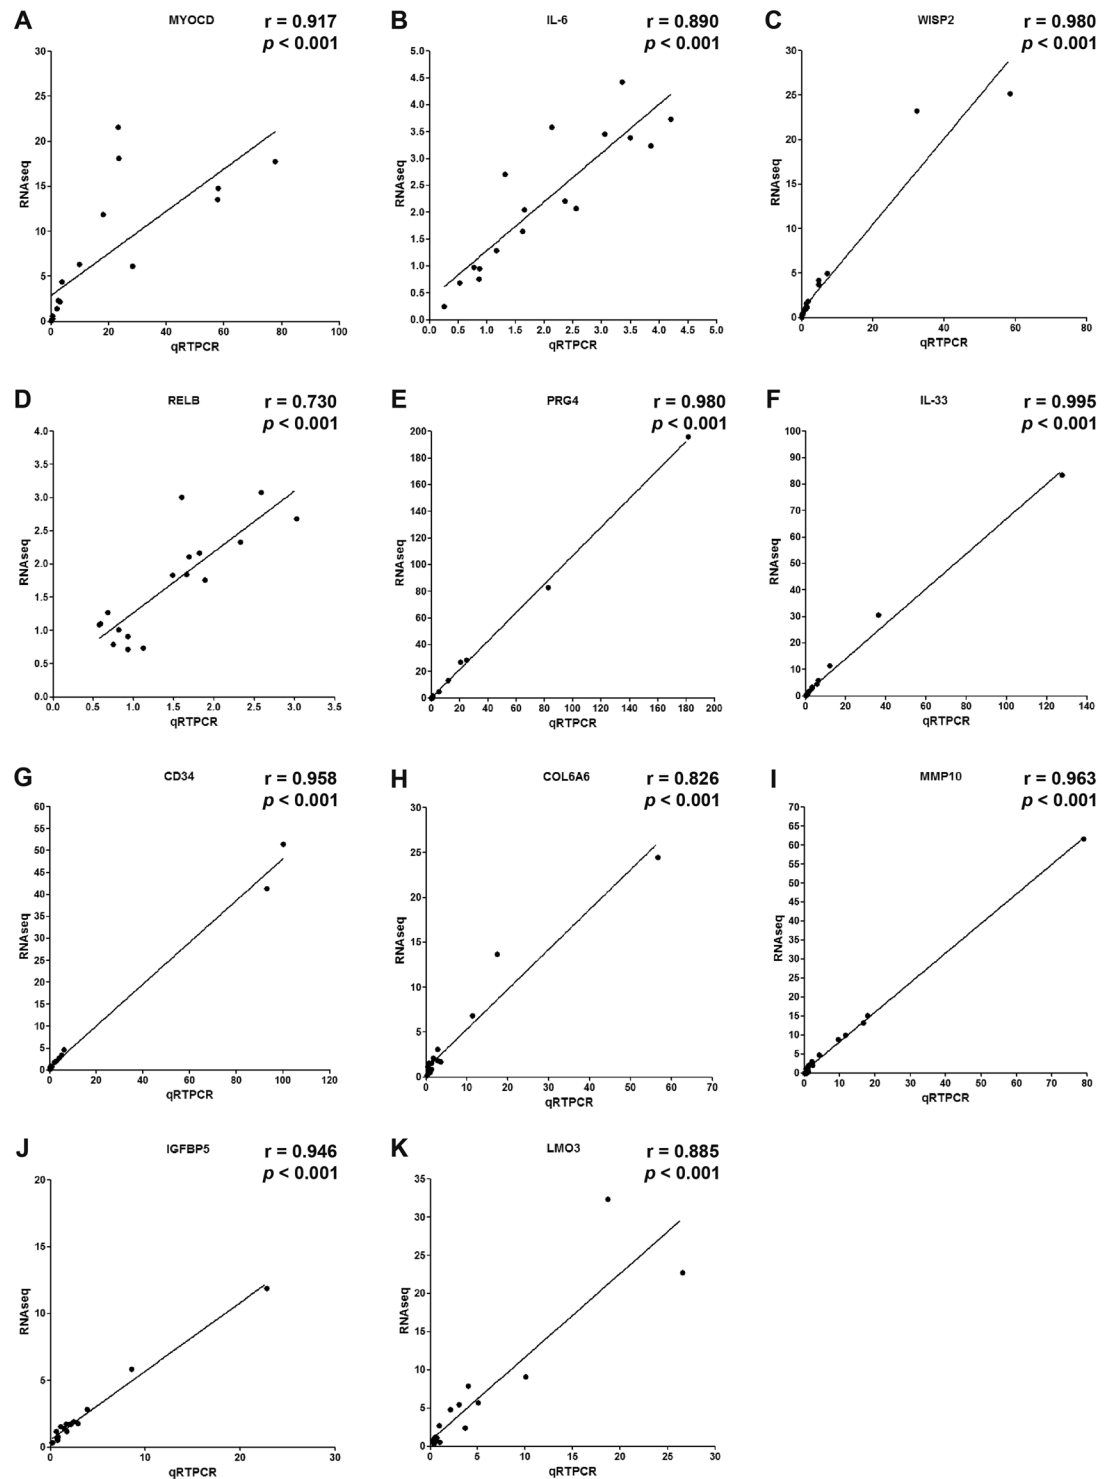 A MYOCD r = 0.917
p < 0.001
30
25
20
15
10
5
0
RNAseq
0 20 40 60 80 100
qRTPCR
B IL-6 r = 0.890
p < 0.001
5.0
4.5
4.0
3.5
3.0
2.5
2.0
1.5
1.0
0.5
0.0
RNAseq
0.0 0.5 1.0 1.5 2.0 2.5 3.0 3.5 4.0 4.5 5.0
qRTPCR
C WISP2 r = 0.980
p < 0.001
30
25
20
15
10
5
0
RNAseq
0 20 40 60 80
qRTPCR
D RELB r = 0.730
p < 0.001
4.0
3.5
3.0
2.5
2.0
1.5
1.0
0.5
0.0
RNAseq
0.0 0.5 1.0 1.5 2.0 2.5 3.0 3.5
qRTPCR
E PRG4 r = 0.980
p < 0.001
200
180
160
140
120
100
80
60
40
20
0
RNAseq
0 20 40 60 80 100 120 140 160 180 200
qRTPCR
F IL-33 r = 0.995
p < 0.001
100
90
80
70
60
50
40
30
20
10
0
RNAseq
0 20 40 60 80 100 120 140
qRTPCR
G CD34 r = 0.958
p < 0.001
60
55
50
45
40
35
30
25
20
15
10
5
0
RNAseq
0 20 40 60 80 100 120
qRTPCR
H COL6A6 r = 0.826
p < 0.001
30
25
20
15
10
5
0
RNAseq
0 10 20 30 40 50 60 70
qRTPCR
I MMP10 r = 0.963
p < 0.001
70
65
60
55
50
45
40
35
30
25
20
15
10
5
0
RNAseq
0 10 20 30 40 50 60 70 80
qRTPCR
J IGFBP5 r = 0.946
p < 0.001
20
15
10
5
0
RNAseq
0 10 20 30
qRTPCR
K LMO3 r = 0.885
p < 0.001
35
30
25
20
15
10
5
0
RNAseq
0 5 10 15 20 25 30
qRTPCR